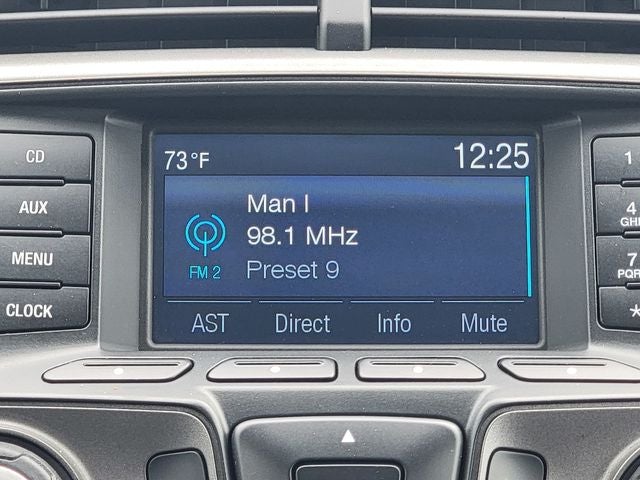 73°F 12:25
Man I
98.1 MHz
FM 2 Preset 9
AST Direct Info Mute
CD
AUX
MENU
CLOCK
1
4
GHI
7
PQR
*